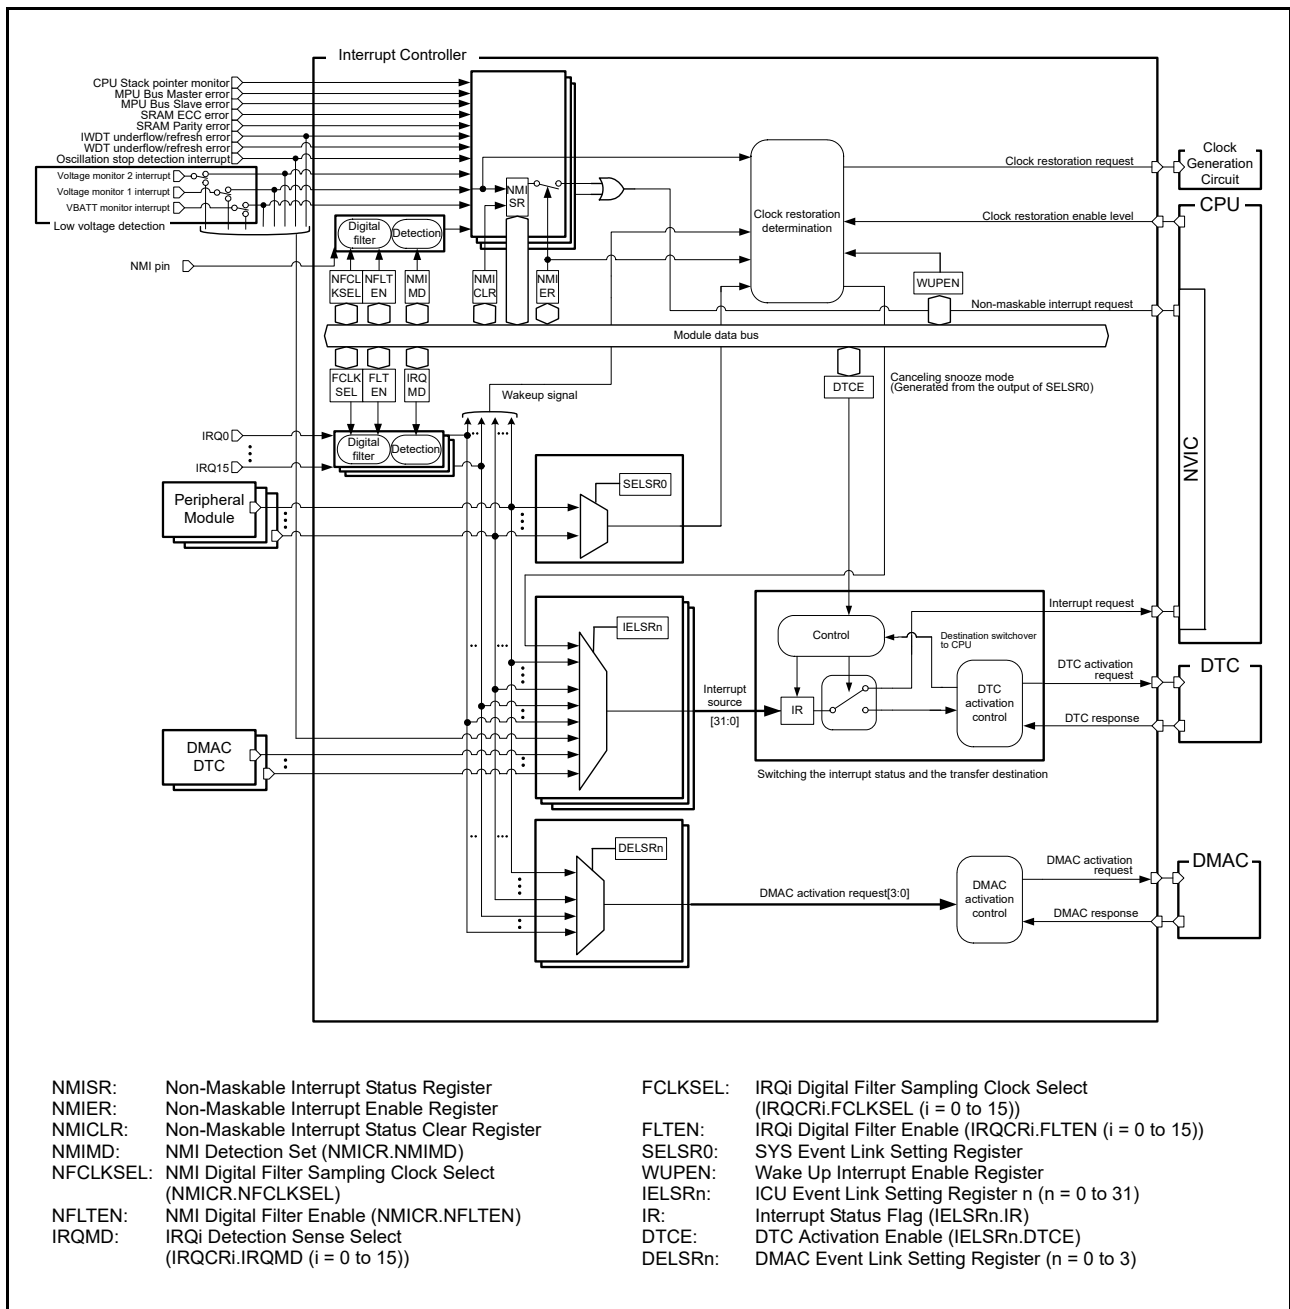 Interrupt Controller
CPU Stack pointer monitor
MPU Bus Master error
MPU Bus Slave error
SRAM ECC error
SRAM Parity error
IWDT underflow/refresh error
WDT underflow/refresh error
Oscillation stop detection interrupt
Voltage monitor 2 interrupt
Voltage monitor 1 interrupt
VBATT monitor interrupt
Low voltage detection
NMI pin
Digital
filter
Detection
NMI
SR
NFCL
KSEL
NFLT
EN
NMI
MD
NMI
CLR
NMI
ER
Clock restoration
determination
WUPEN
Clock restoration request
Clock restoration enable level
Non-maskable interrupt request
Clock
Generation
Circuit
CPU
NVIC
Module data bus
FCLK
SEL
FLT
EN
IRQ
MD
Wakeup signal
DTCE
Canceling snooze mode
(Generated from the output of SELSR0)
IRQ0
IRQ15
Digital
filter
Detection
Peripheral
Module
SELSR0
IELSRn
Interrupt
source
[31:0]
Control
IR
Destination switchover
to CPU
DTC
activation
control
Interrupt request
DTC activation
request
DTC response
DTC
Switching the interrupt status and the transfer destination
DMAC
DTC
DELSRn
DMAC activation request[3:0]
DMAC
activation
control
DMAC activation
request
DMAC response
DMAC
NMISR: Non-Maskable Interrupt Status Register
NMIER: Non-Maskable Interrupt Enable Register
NMICLR: Non-Maskable Interrupt Status Clear Register
NMIMD: NMI Detection Set (NMICR.NMIMD)
NFCLKSEL: NMI Digital Filter Sampling Clock Select
(NMICR.NFCLKSEL)
NFLTEN: NMI Digital Filter Enable (NMICR.NFLTEN)
IRQMD: IRQi Detection Sense Select
(IRQCRi.IRQMD (i = 0 to 15))
FCLKSEL: IRQi Digital Filter Sampling Clock Select
(IRQCRi.FCLKSEL (i = 0 to 15))
FLTEN: IRQi Digital Filter Enable (IRQCRi.FLTEN (i = 0 to 15))
SELSR0: SYS Event Link Setting Register
WUPEN: Wake Up Interrupt Enable Register
IELSRn: ICU Event Link Setting Register n (n = 0 to 31)
IR: Interrupt Status Flag (IELSRn.IR)
DTCE: DTC Activation Enable (IELSRn.DTCE)
DELSRn: DMAC Event Link Setting Register (n = 0 to 3)